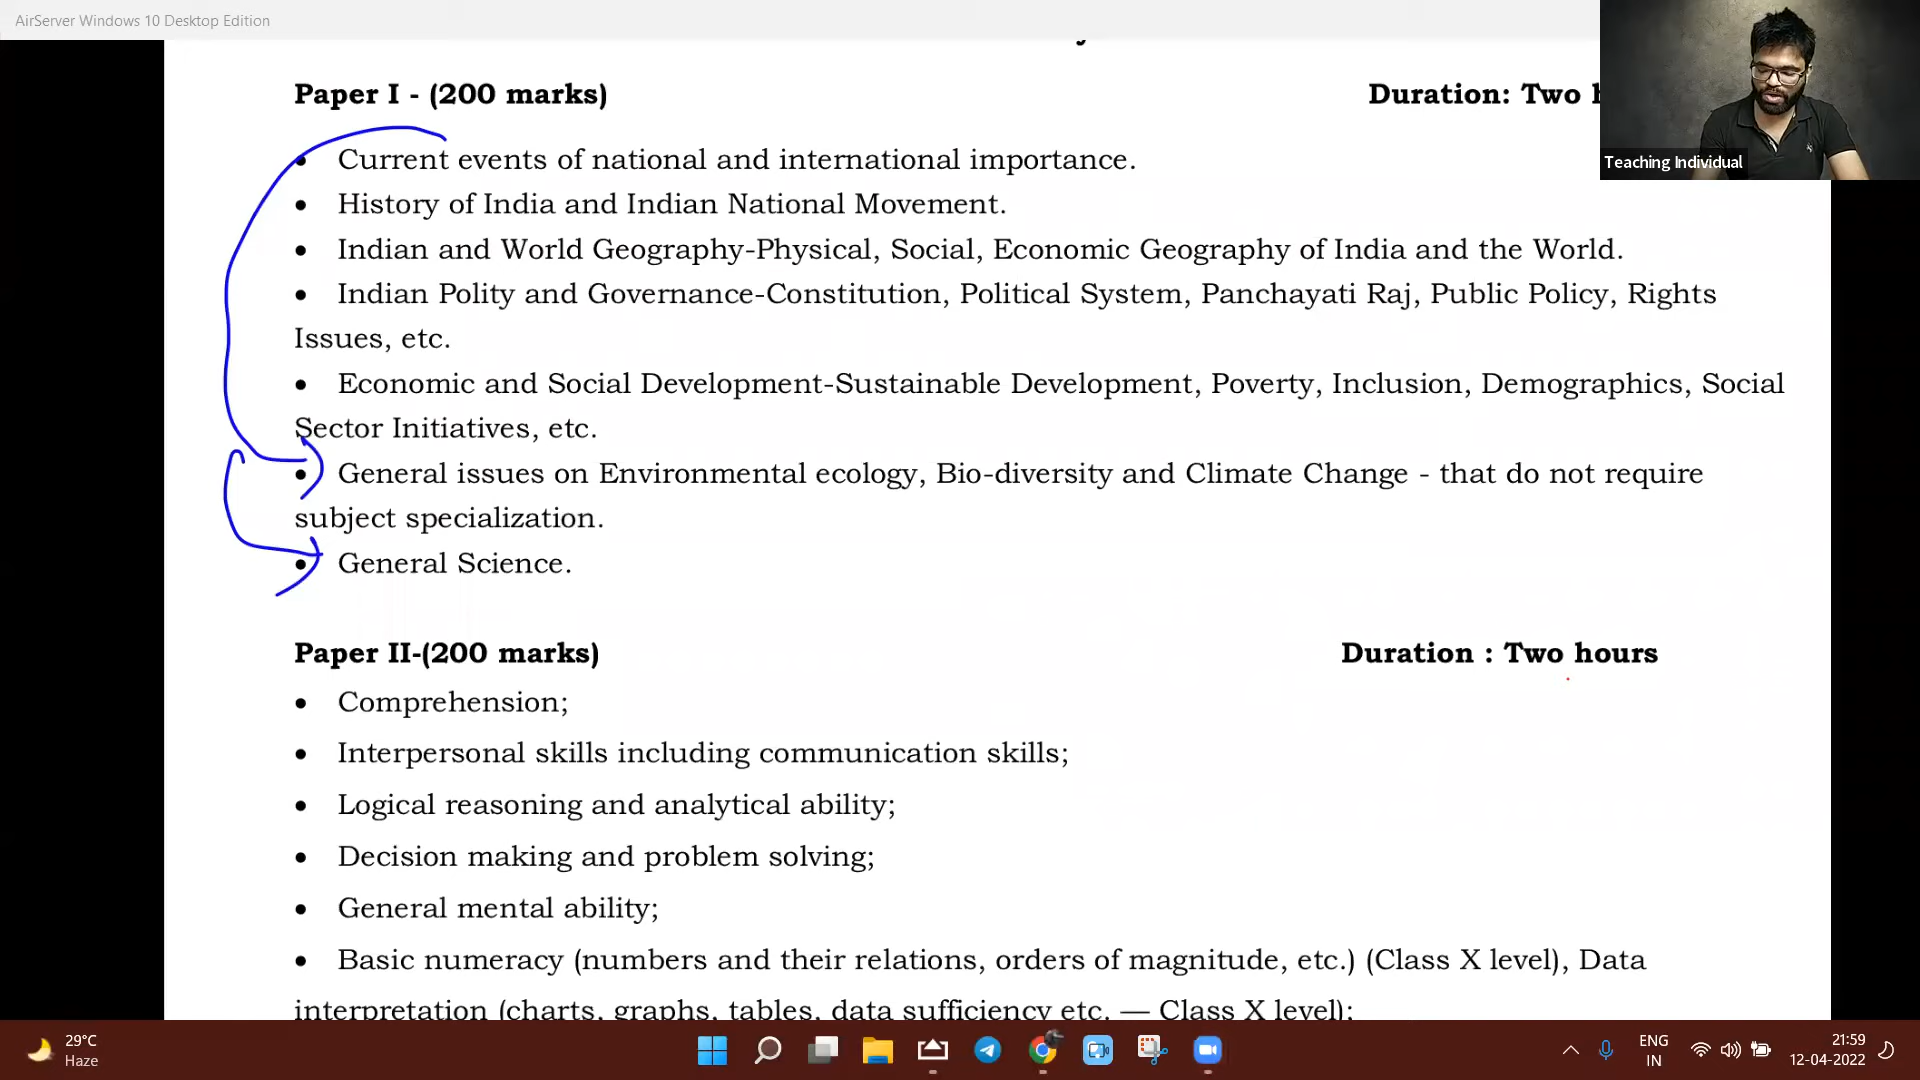 AirServer Windows 10 Desktop Edition
Paper I - (200 marks) Duration: Two
Teaching Individual
• Current events of national and international importance.
• History of India and Indian National Movement.
• Indian and World Geography-Physical, Social, Economic Geography of India and the World.
• Indian Polity and Governance-Constitution, Political System, Panchayati Raj, Public Policy, Rights
Issues, etc.
• Economic and Social Development-Sustainable Development, Poverty, Inclusion, Demographics, Social
Sector Initiatives, etc.
• General issues on Environmental ecology, Bio-diversity and Climate Change - that do not require
subject specialization.
• General Science.
Paper II-(200 marks) Duration : Two hours
• Comprehension;
• Interpersonal skills including communication skills;
• Logical reasoning and analytical ability;
• Decision making and problem solving;
• General mental ability;
• Basic numeracy (numbers and their relations, orders of magnitude, etc.) (Class X level), Data
interpretation (charts, graphs, tables, data sufficiency etc. — Class X level);
29°C
Haze
ENG
IN
21:59
12-04-2022